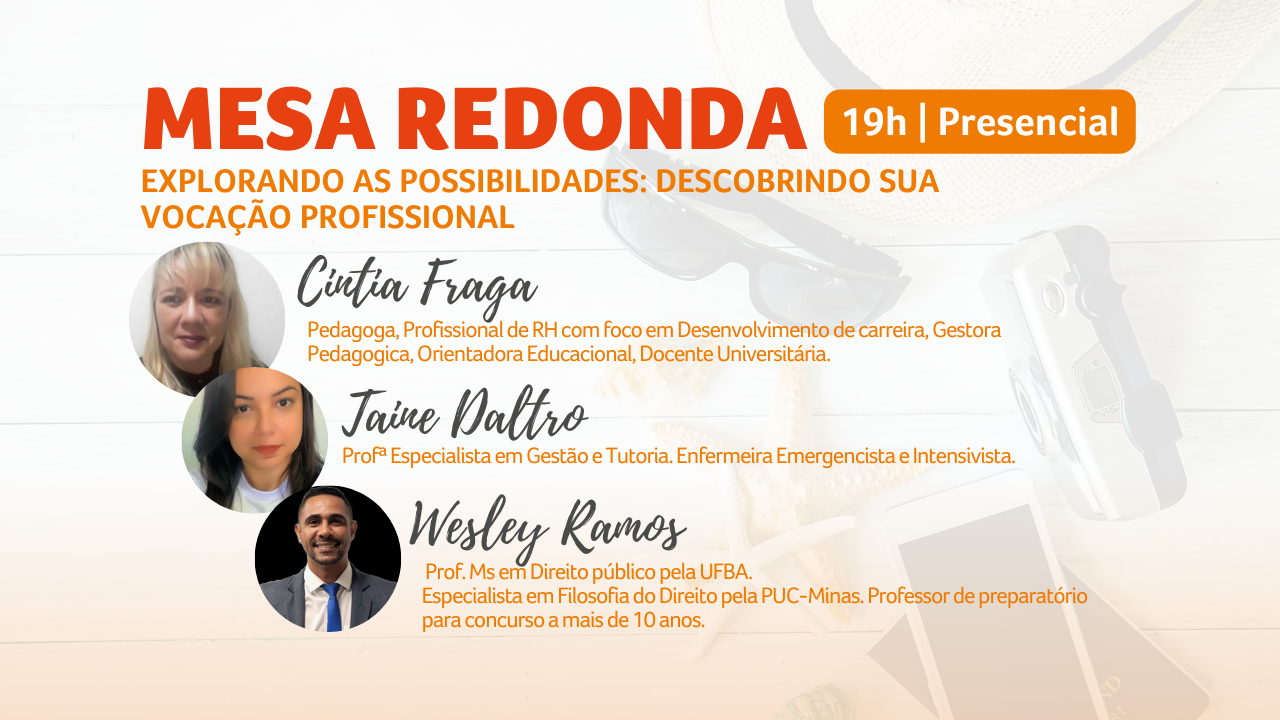 MESA REDONDA
19h | Presencial
EXPLORANDO AS POSSIBILIDADES: DESCOBRINDO SUA
VOCAÇÃO PROFISSIONAL
Cintia Fraga
Pedagoga, Profissional de RH com foco em Desenvolvimento de carreira, Gestora
Pedagogica, Orientadora Educacional, Docente Universitária.
Taine Daltro
Profª Especialista em Gestão e Tutoria. Enfermeira Emergencista e Intensivista.
Wesley Ramos
Prof. Ms em Direito público pela UFBA.
Especialista em Filosofia do Direito pela PUC-Minas. Professor de preparatório
para concurso a mais de 10 anos.